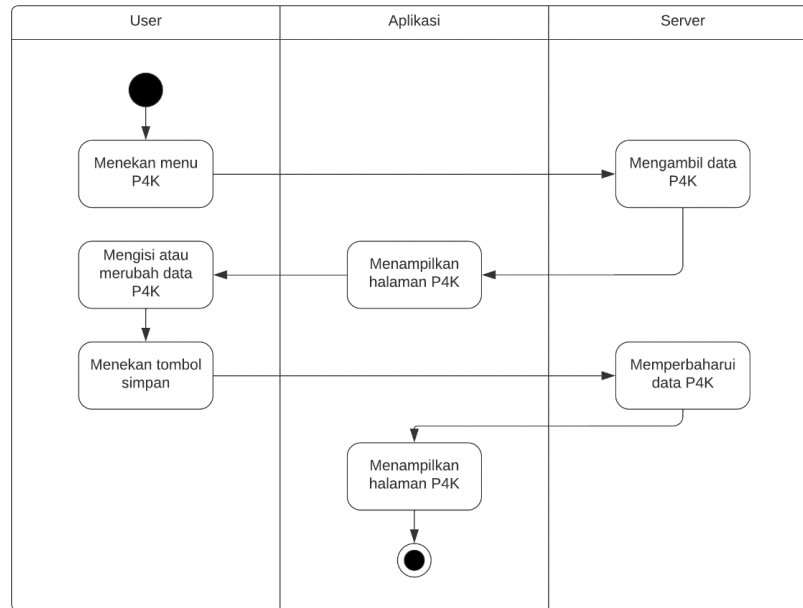 User
Aplikasi
Server
Menekan menu
P4K
Mengambil data
P4K
Mengisi atau
merubah data
P4K
Menampilkan
halaman P4K
Menekan tombol
simpan
Memperbaharui
data P4K
Menampilkan
halaman P4K